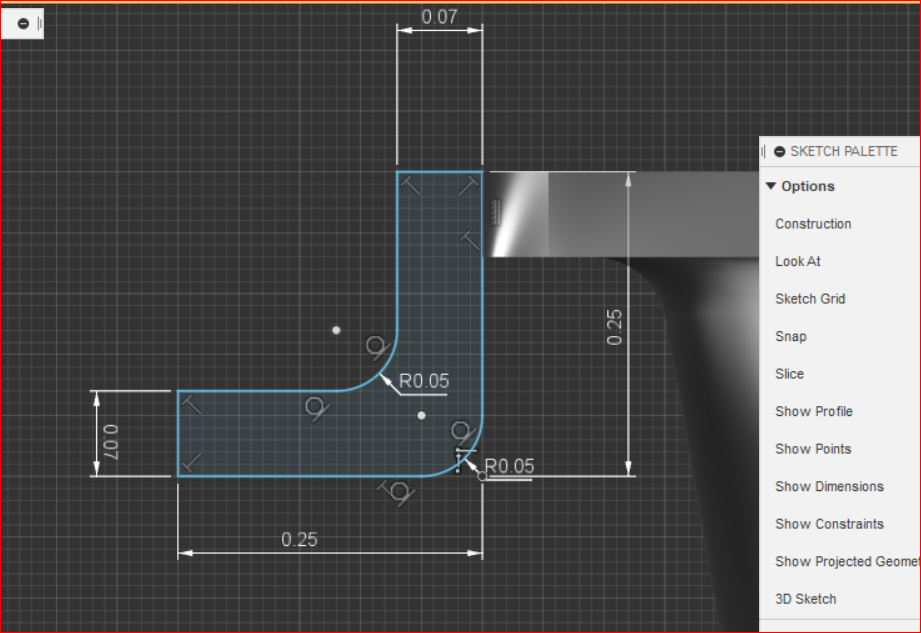 0.07
SKETCH PALETTE
Options
Construction
Look At
Sketch Grid
Snap
Slice
Show Profile
Show Points
Show Dimensions
Show Constraints
Show Projected Geomet
3D Sketch
0.25
R0.05
0.07
R0.05
0.25